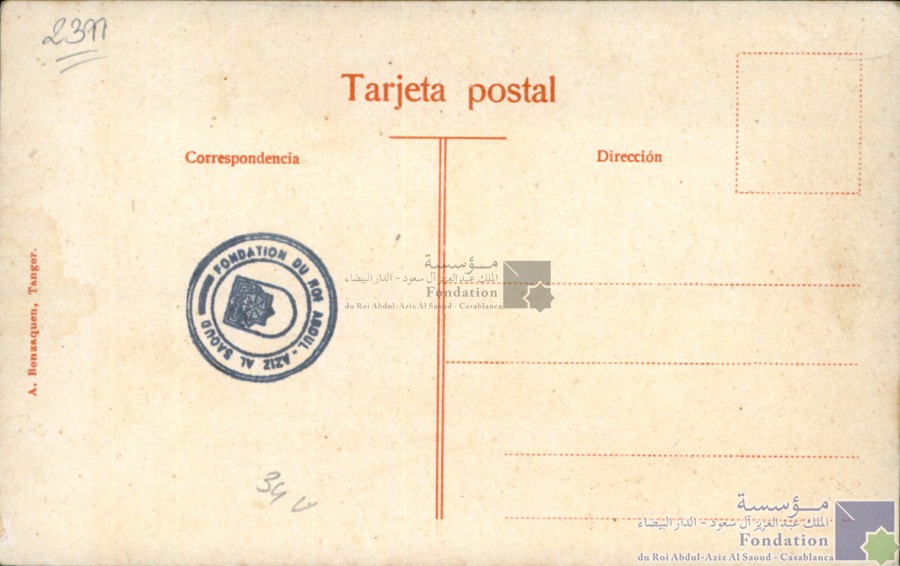 2391
Tarjeta postal
Correspondencia
Dirección
A. Benzaquen, Tanger.
FONDATION DU ROI ABDUL-AZIZ AL SAOUD
مؤسسة
الملك عبد العزيز آل سعود - الدار البيضاء
Fondation
du Roi Abdul-Aziz Al Saoud - Casablanca
34
مؤسسة
الملك عبد العزيز آل سعود - الدار البيضاء
Fondation
du Roi Abdul-Aziz Al Saoud - Casablanca